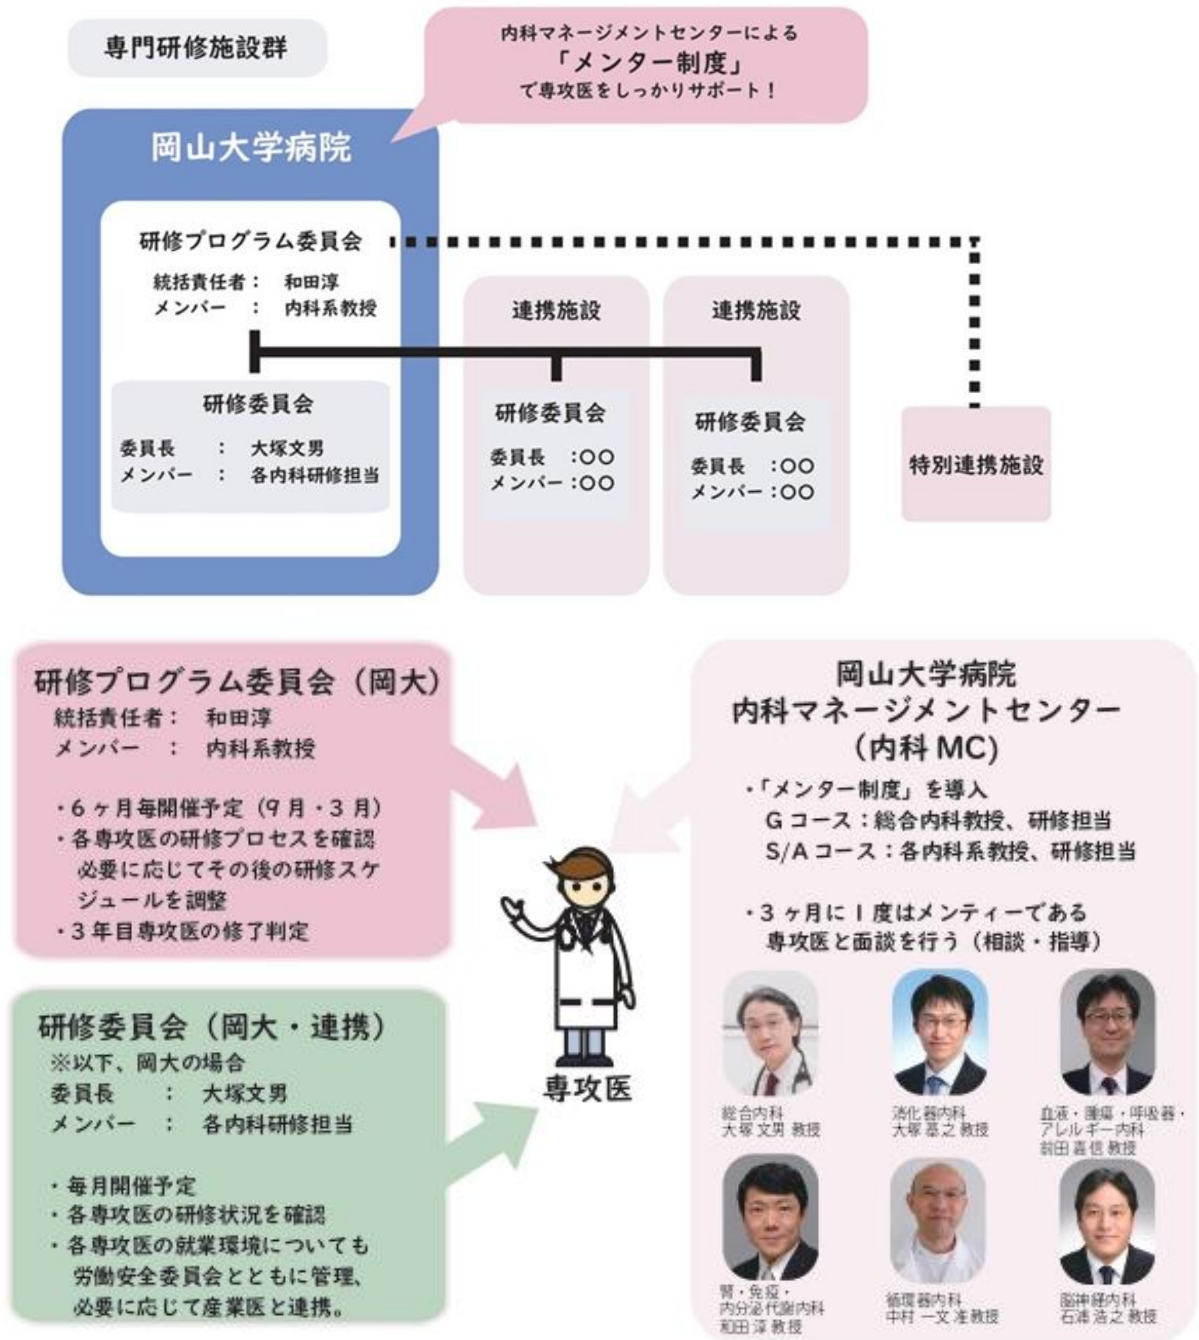 専門研修施設群
内科マネージメントセンターによる
「メンター制度」
で専攻医をしっかりサポート！
岡山大学病院
研修プログラム委員会
統括責任者： 和田淳
メンバー ： 内科系教授
研修委員会
委員長 ： 大塚文男
メンバー ： 各内科研修担当
連携施設
研修委員会
委員長 :〇〇
メンバー:〇〇
連携施設
研修委員会
委員長 :〇〇
メンバー:〇〇
特別連携施設
研修プログラム委員会（岡大）
統括責任者： 和田淳
メンバー ： 内科系教授
・6ヶ月毎開催予定（9月・3月）
・各専攻医の研修プロセスを確認
必要に応じてその後の研修スケ
ジュールを調整
・3年目専攻医の修了判定
研修委員会（岡大・連携）
※以下、岡大の場合
委員長 ： 大塚文男
メンバー ： 各内科研修担当
・毎月開催予定
・各専攻医の研修状況を確認
・各専攻医の就業環境についても
労働安全委員会とともに管理、
必要に応じて産業医と連携。
専攻医
岡山大学病院
内科マネージメントセンター
（内科 MC)
・「メンター制度」を導入
G コース：総合内科教授、研修担当
S/A コース：各内科系教授、研修担当
・3ヶ月に1度はメンティーである
専攻医と面談を行う（相談・指導）
総合内科
大塚 文男 教授
消化器内科
大塚 基之 教授
血液・腫瘍・呼吸器・
アレルギー内科
前田 嘉信 教授
腎・免疫・
内分泌代謝内科
和田 淳 教授
循環器内科
中村 一文 准教授
脳神経内科
石浦 浩之 教授